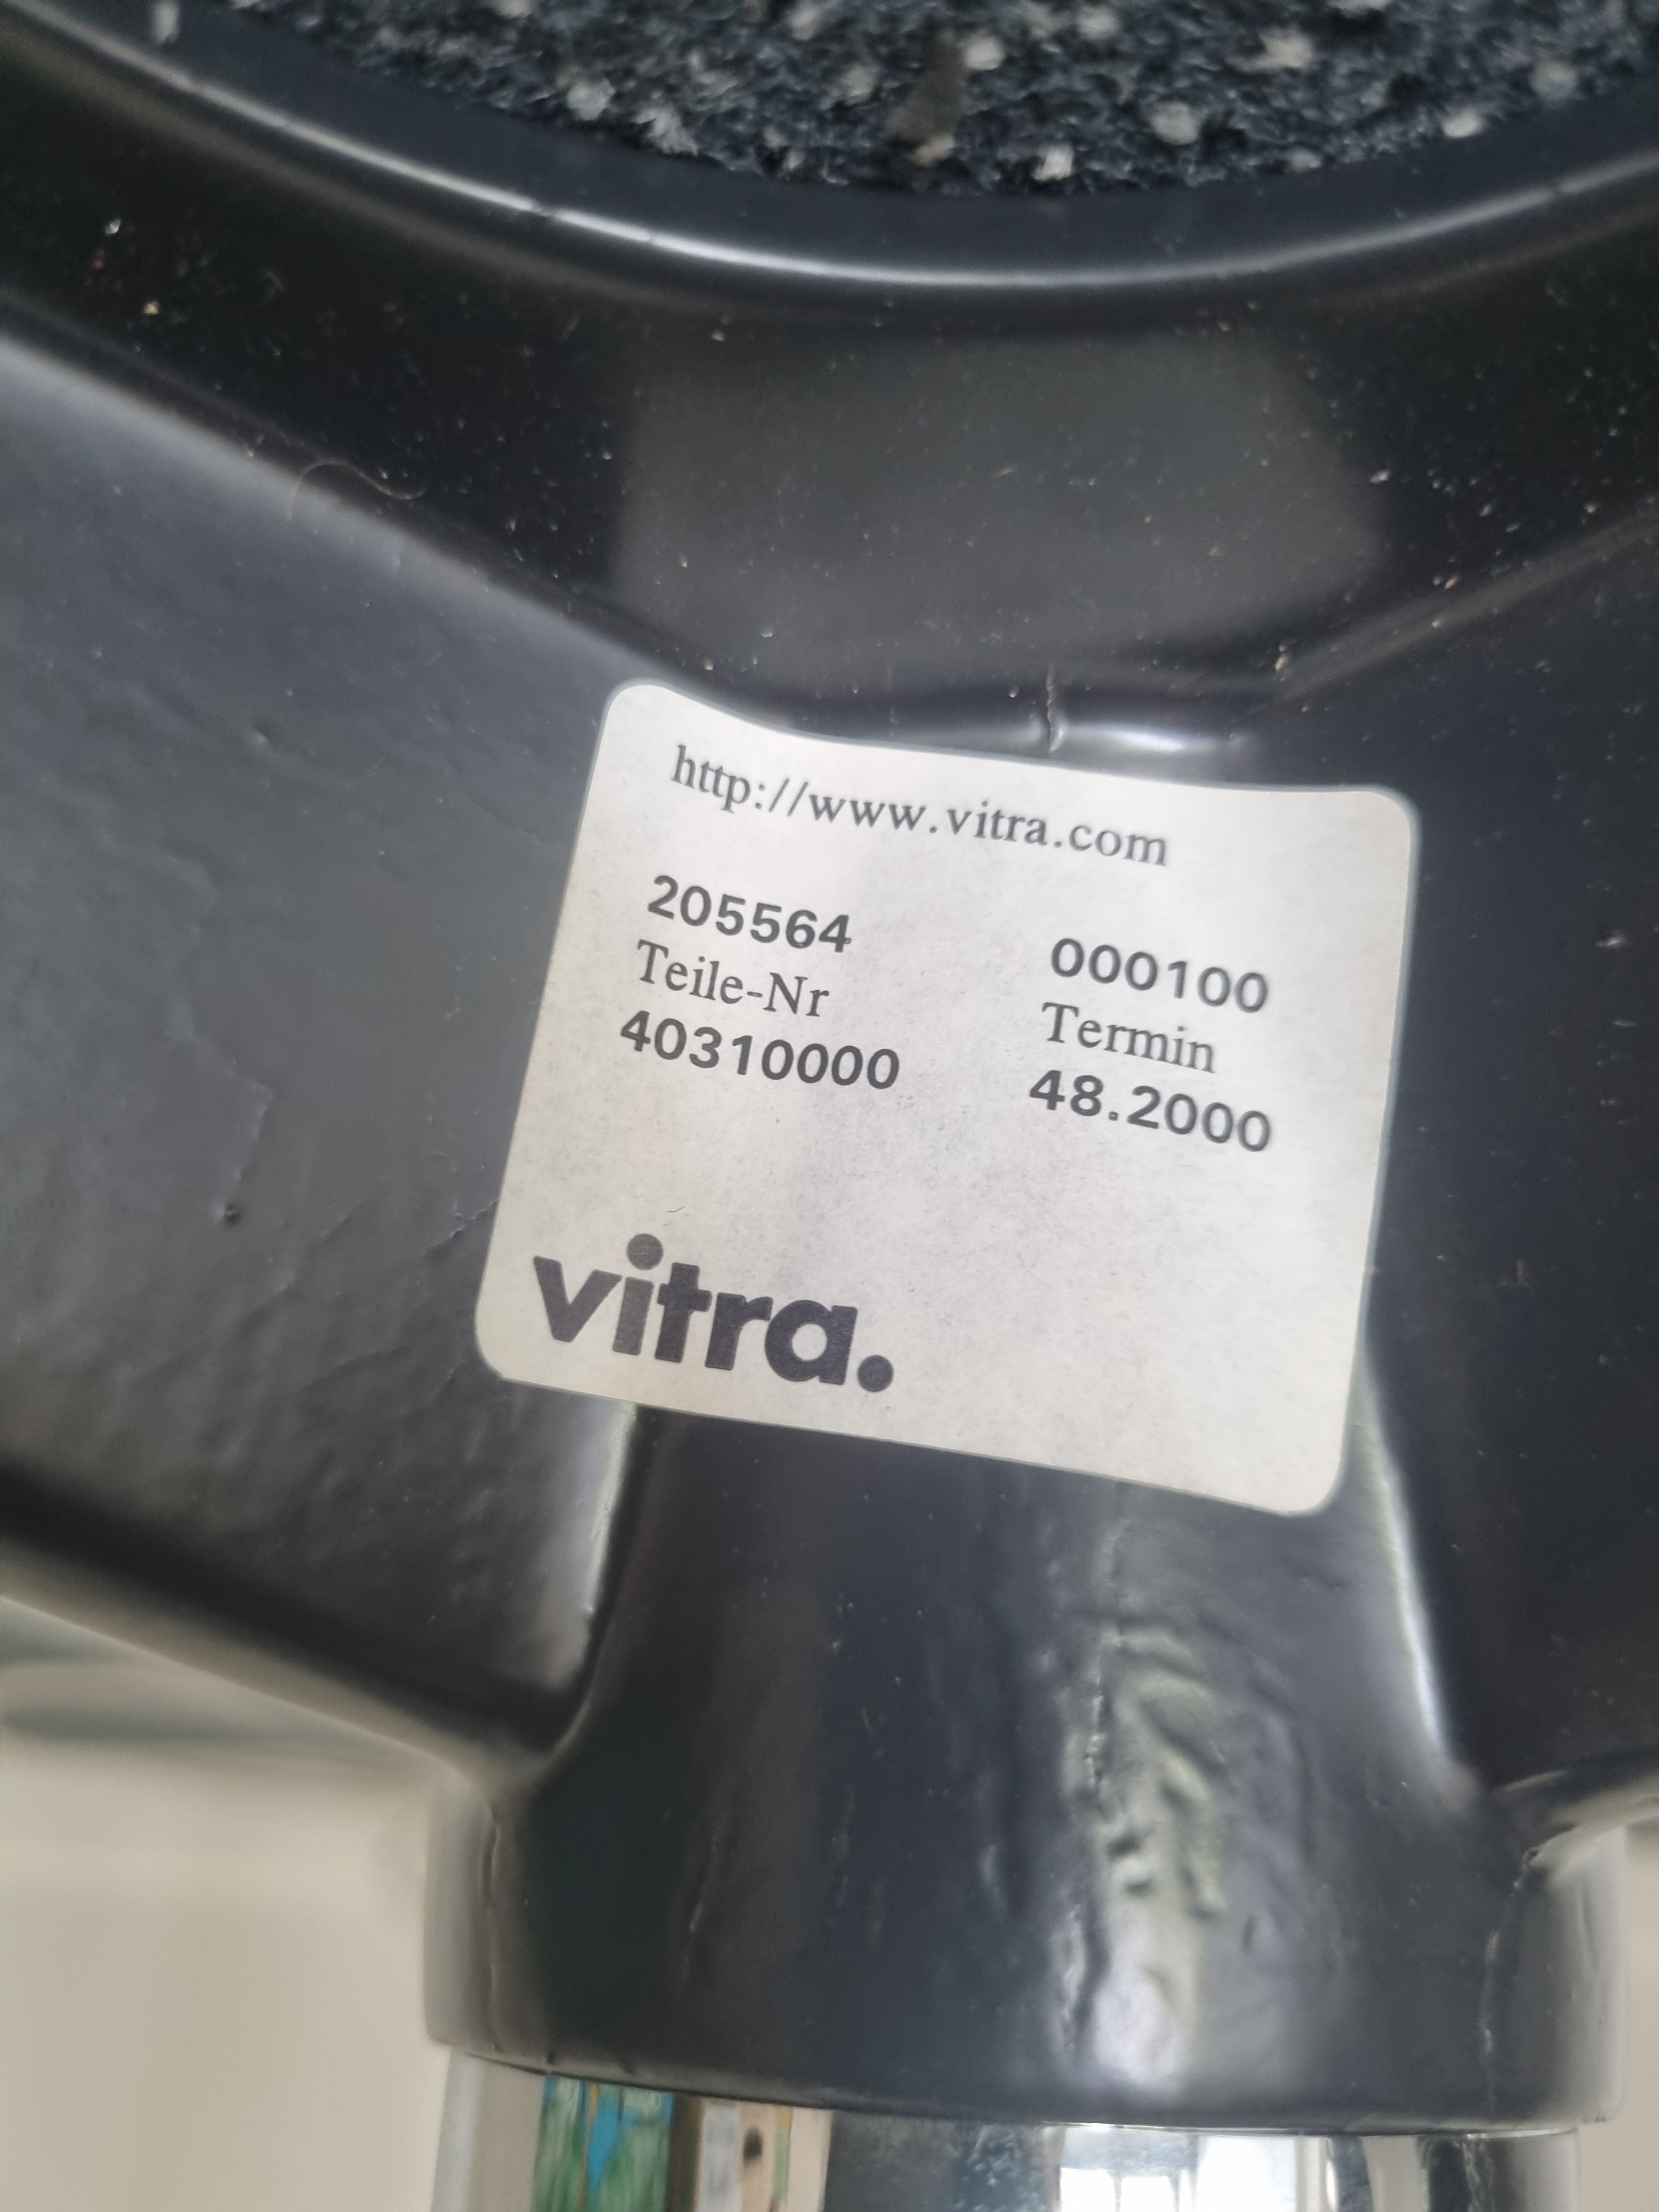 http://www.vitra.com
205564 000100
Teile-Nr Termin
40310000 48.2000
vitra.